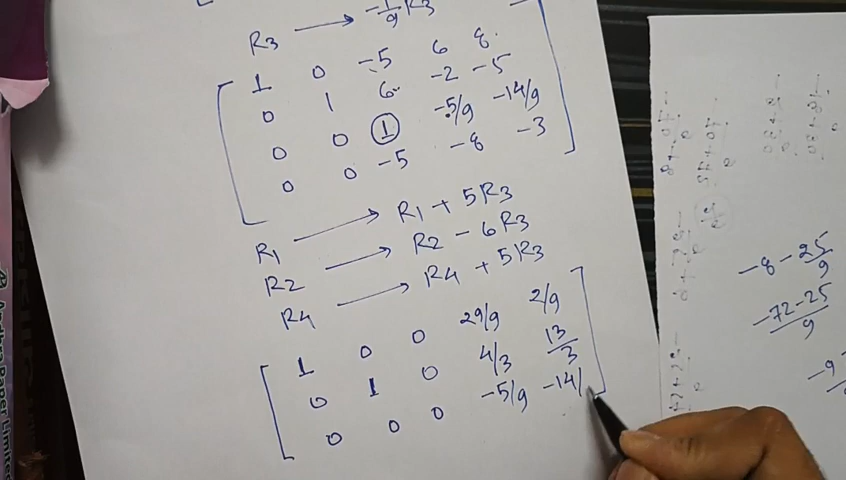 R3 → -1/9 R3
1 0 -5 6 8
0 1 6 -2 -5
0 0 1 -5/9 -14/9
0 0 -5 -8 -3
R1 → R1 + 5R3
R2 → R2 - 6R3
R4 → R4 + 5R3
1 0 0 29/9 2/9
0 1 0 4/3 13/3
0 0 0 -5/9 -14/
-8 - 25/9
-72-25/9
-9